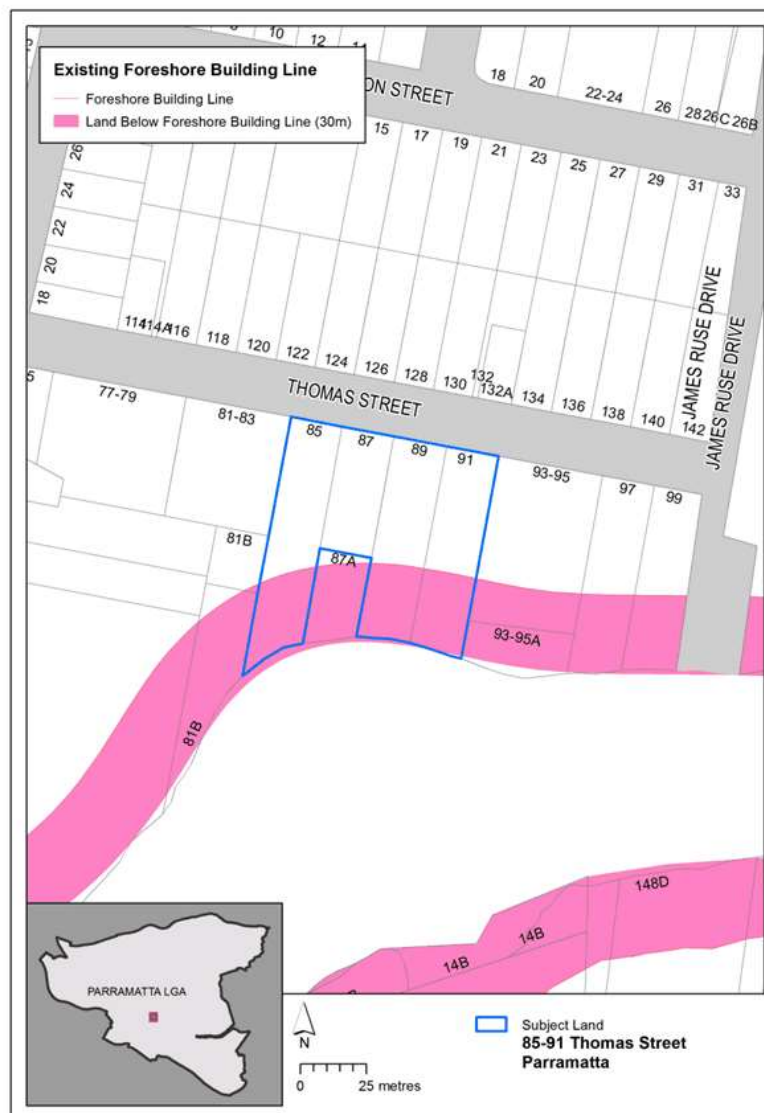 Existing Foreshore Building Line
Foreshore Building Line
Land Below Foreshore Building Line (30m)
10
12
18
20
22-24
26
28
26C
26B
ON STREET
15
17
19
21
23
25
27
29
31
33
26
24
22
20
18
JAMES RUSE DRIVE
JAMES RUSE DRIVE
114
114A
116
118
120
122
124
126
128
130
132
132A
134
136
138
140
142
THOMAS STREET
77-79
81-83
85
87
89
91
93-95
97
99
81B
87A
93-95A
81B
148D
14B
14B
PARRAMATTA LGA
N
0 25 metres
Subject Land
85-91 Thomas Street
Parramatta